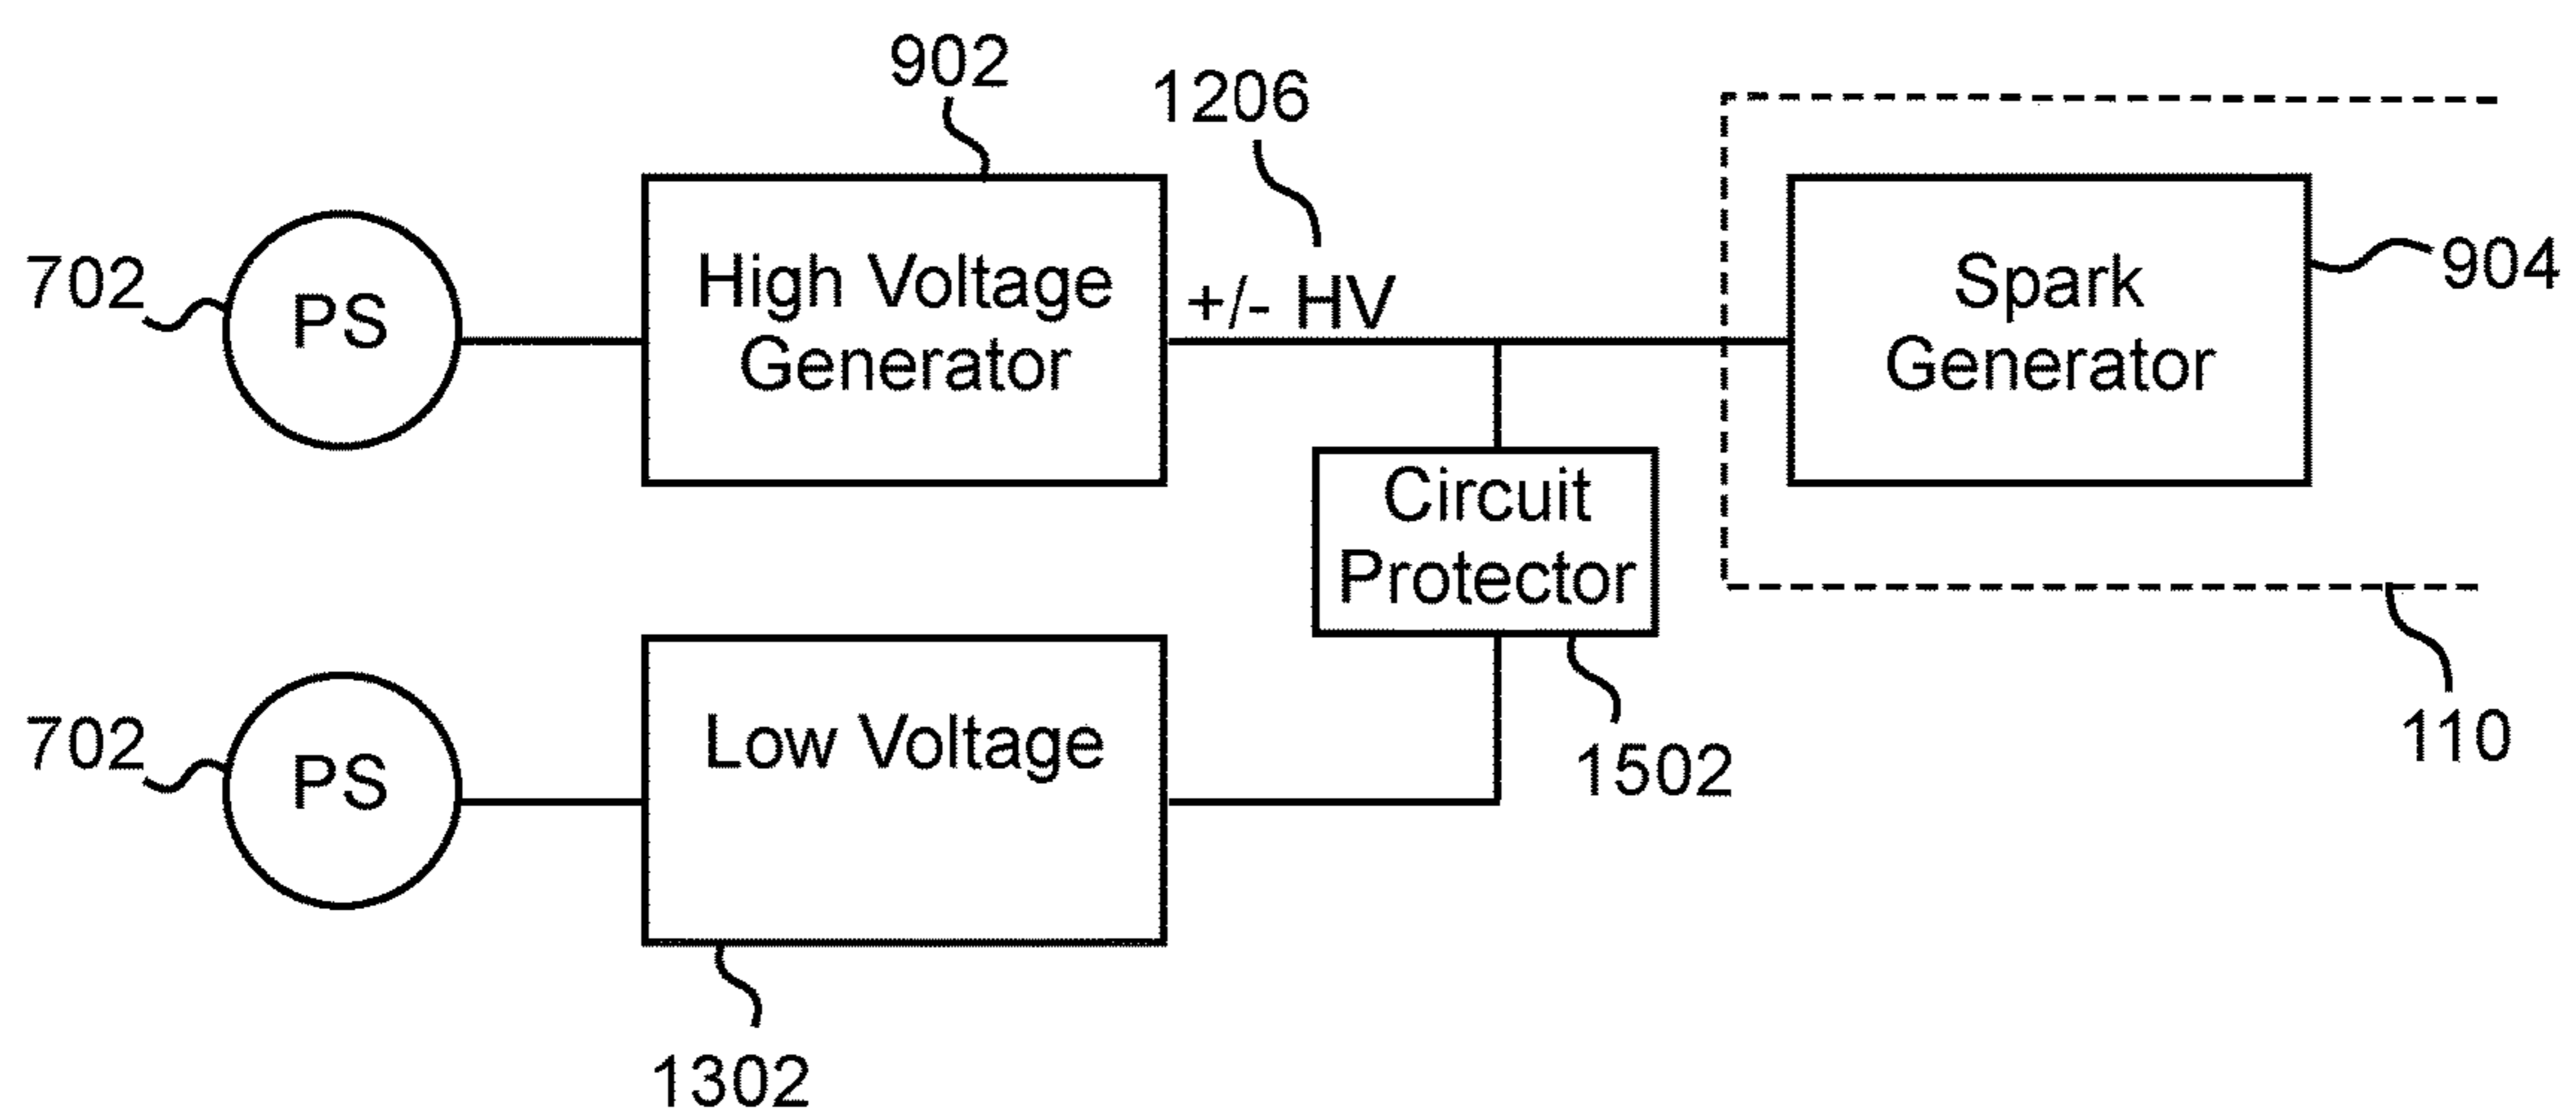 902
1206
702
PS
High Voltage
Generator
+/- HV
Spark
Generator
904
Circuit
Protector
702
PS
Low Voltage
1502
110
1302